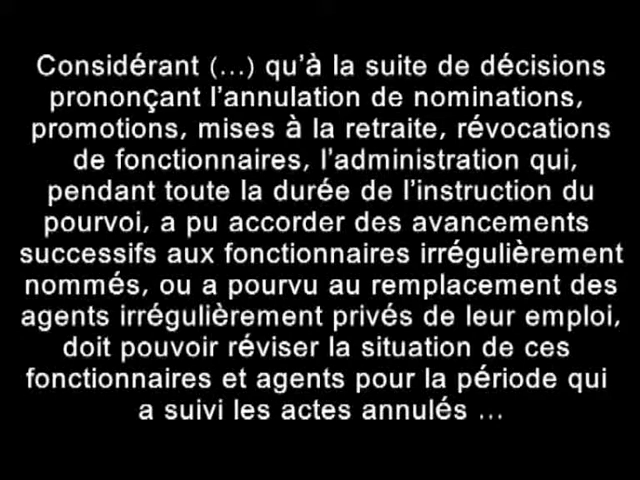 Considérant (...) qu'à la suite de décisions
prononçant l'annulation de nominations,
promotions, mises à la retraite, révocations
de fonctionnaires, l'administration qui,
pendant toute la durée de l'instruction du
pourvoi, a pu accorder des avancements
successifs aux fonctionnaires irrégulièrement
nommés, ou a pourvu au remplacement des
agents irrégulièrement privés de leur emploi,
doit pouvoir réviser la situation de ces
fonctionnaires et agents pour la période qui
a suivi les actes annulés ...